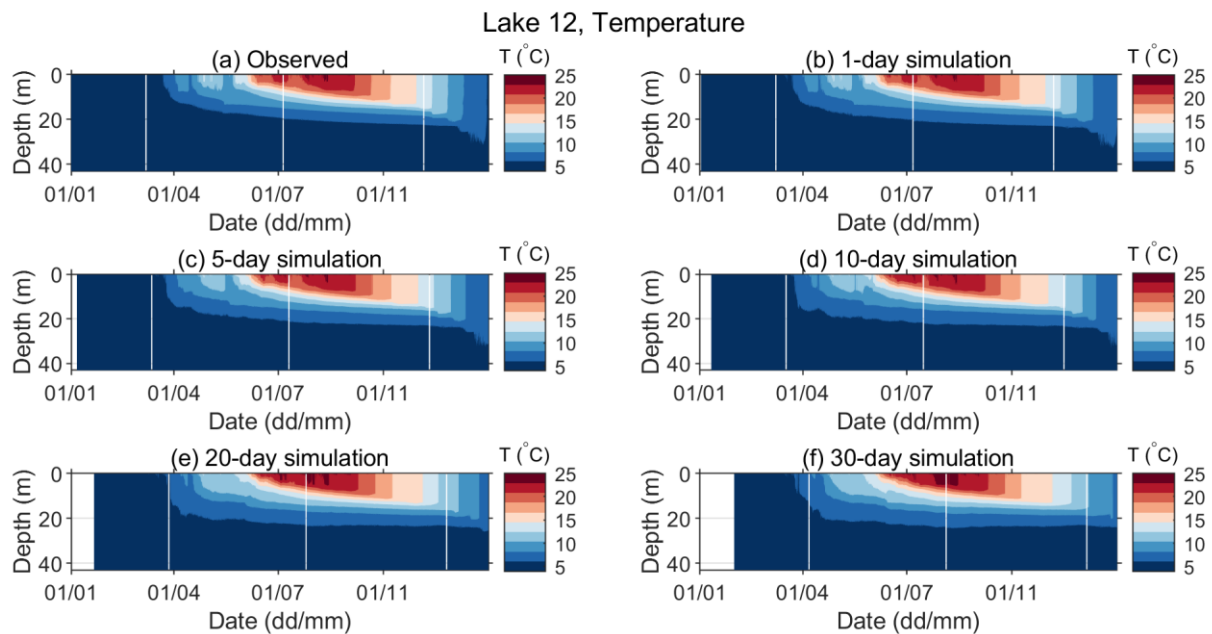 Lake 12, Temperature
(a) Observed
T (°C)
(b) 1-day simulation
T (°C)
Depth (m)
0
20
40
25
20
15
10
5
Depth (m)
0
20
40
25
20
15
10
5
01/01 01/04 01/07 01/11
01/01 01/04 01/07 01/11
Date (dd/mm)
Date (dd/mm)
(c) 5-day simulation
T (°C)
(d) 10-day simulation
T (°C)
Depth (m)
0
20
40
25
20
15
10
5
Depth (m)
0
20
40
25
20
15
10
5
01/01 01/04 01/07 01/11
01/01 01/04 01/07 01/11
Date (dd/mm)
Date (dd/mm)
(e) 20-day simulation
T (°C)
(f) 30-day simulation
T (°C)
Depth (m)
0
20
40
25
20
15
10
5
Depth (m)
0
20
40
25
20
15
10
5
01/01 01/04 01/07 01/11
01/01 01/04 01/07 01/11
Date (dd/mm)
Date (dd/mm)